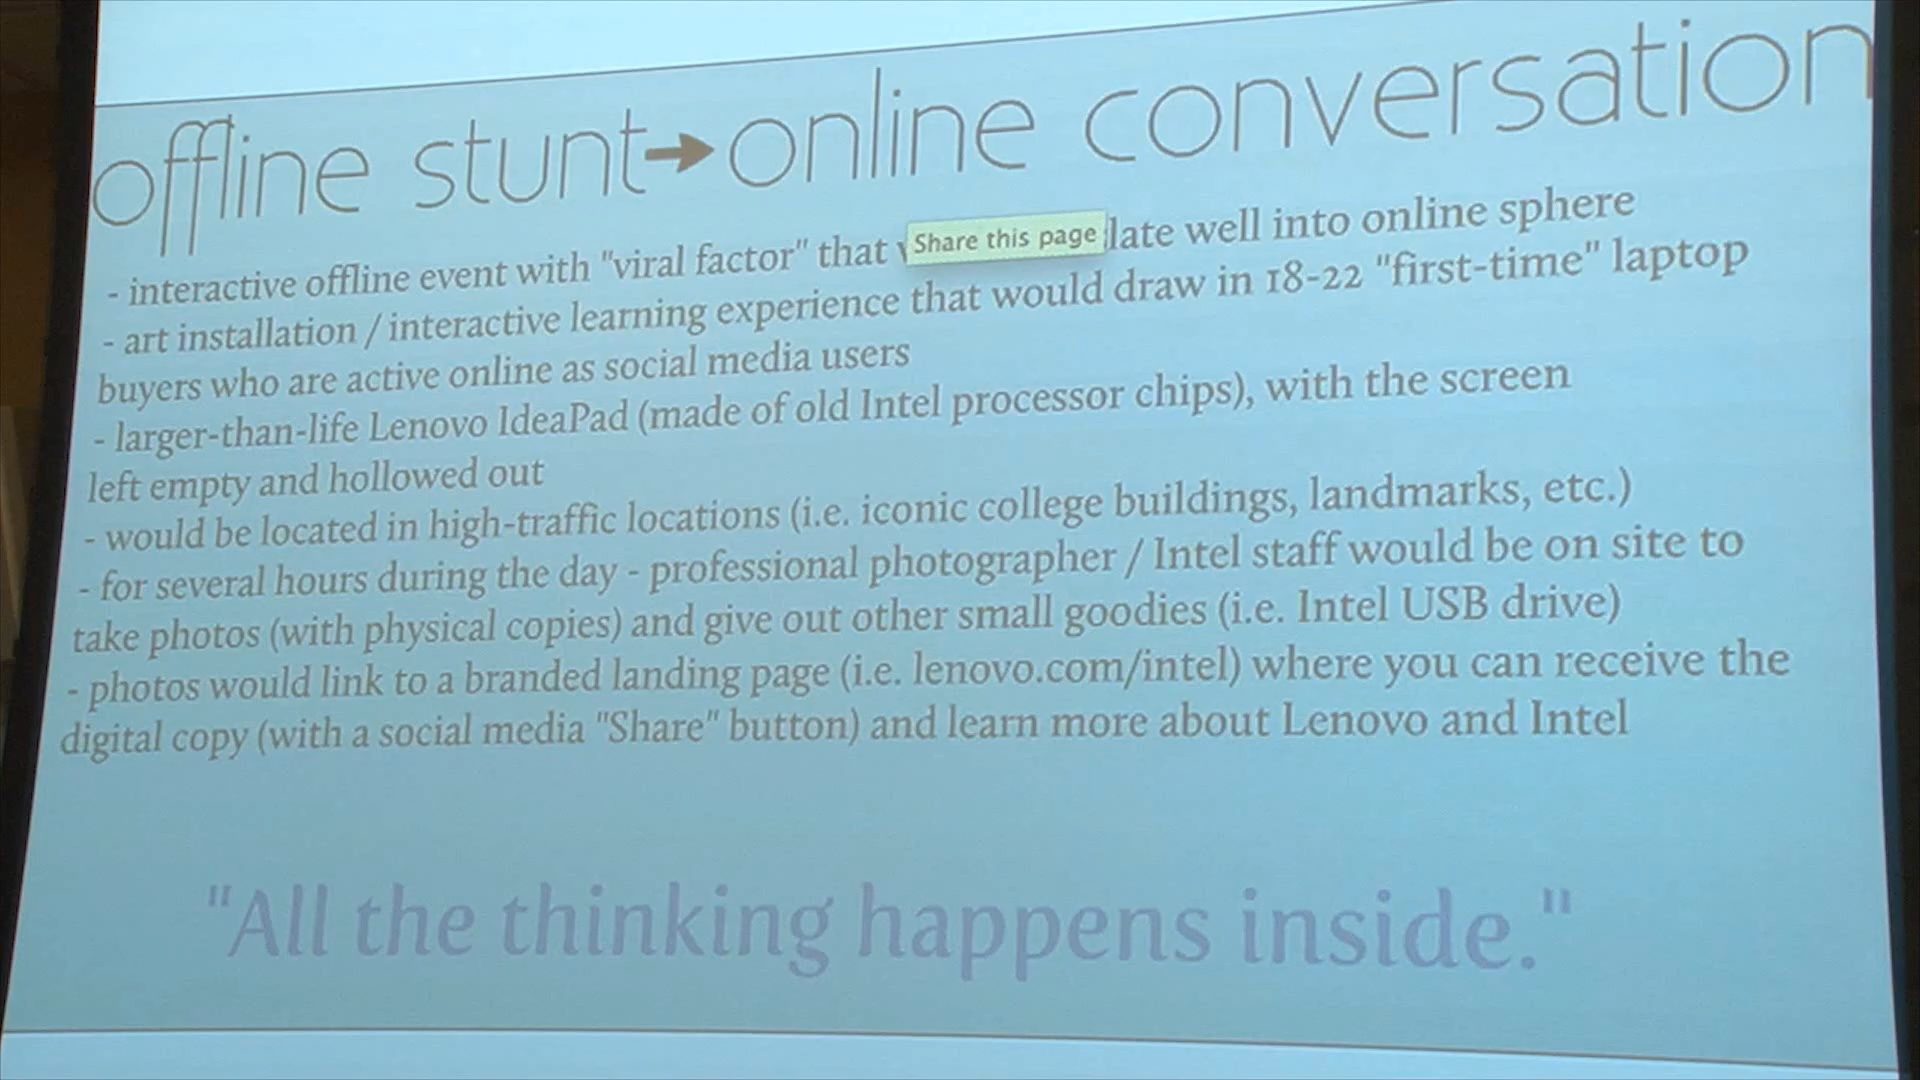 offline stunt→online conversation
- interactive offline event with "viral factor" that late well into online sphere
Share this page
- art installation / interactive learning experience that would draw in 18-22 "first-time" laptop
buyers who are active online as social media users
- larger-than-life Lenovo IdeaPad (made of old Intel processor chips), with the screen
left empty and hollowed out
- would be located in high-traffic locations (i.e. iconic college buildings, landmarks, etc.)
- for several hours during the day - professional photographer / Intel staff would be on site to
take photos (with physical copies) and give out other small goodies (i.e. Intel USB drive)
- photos would link to a branded landing page (i.e. lenovo.com/intel) where you can receive the
digital copy (with a social media "Share" button) and learn more about Lenovo and Intel
"All the thinking happens inside."